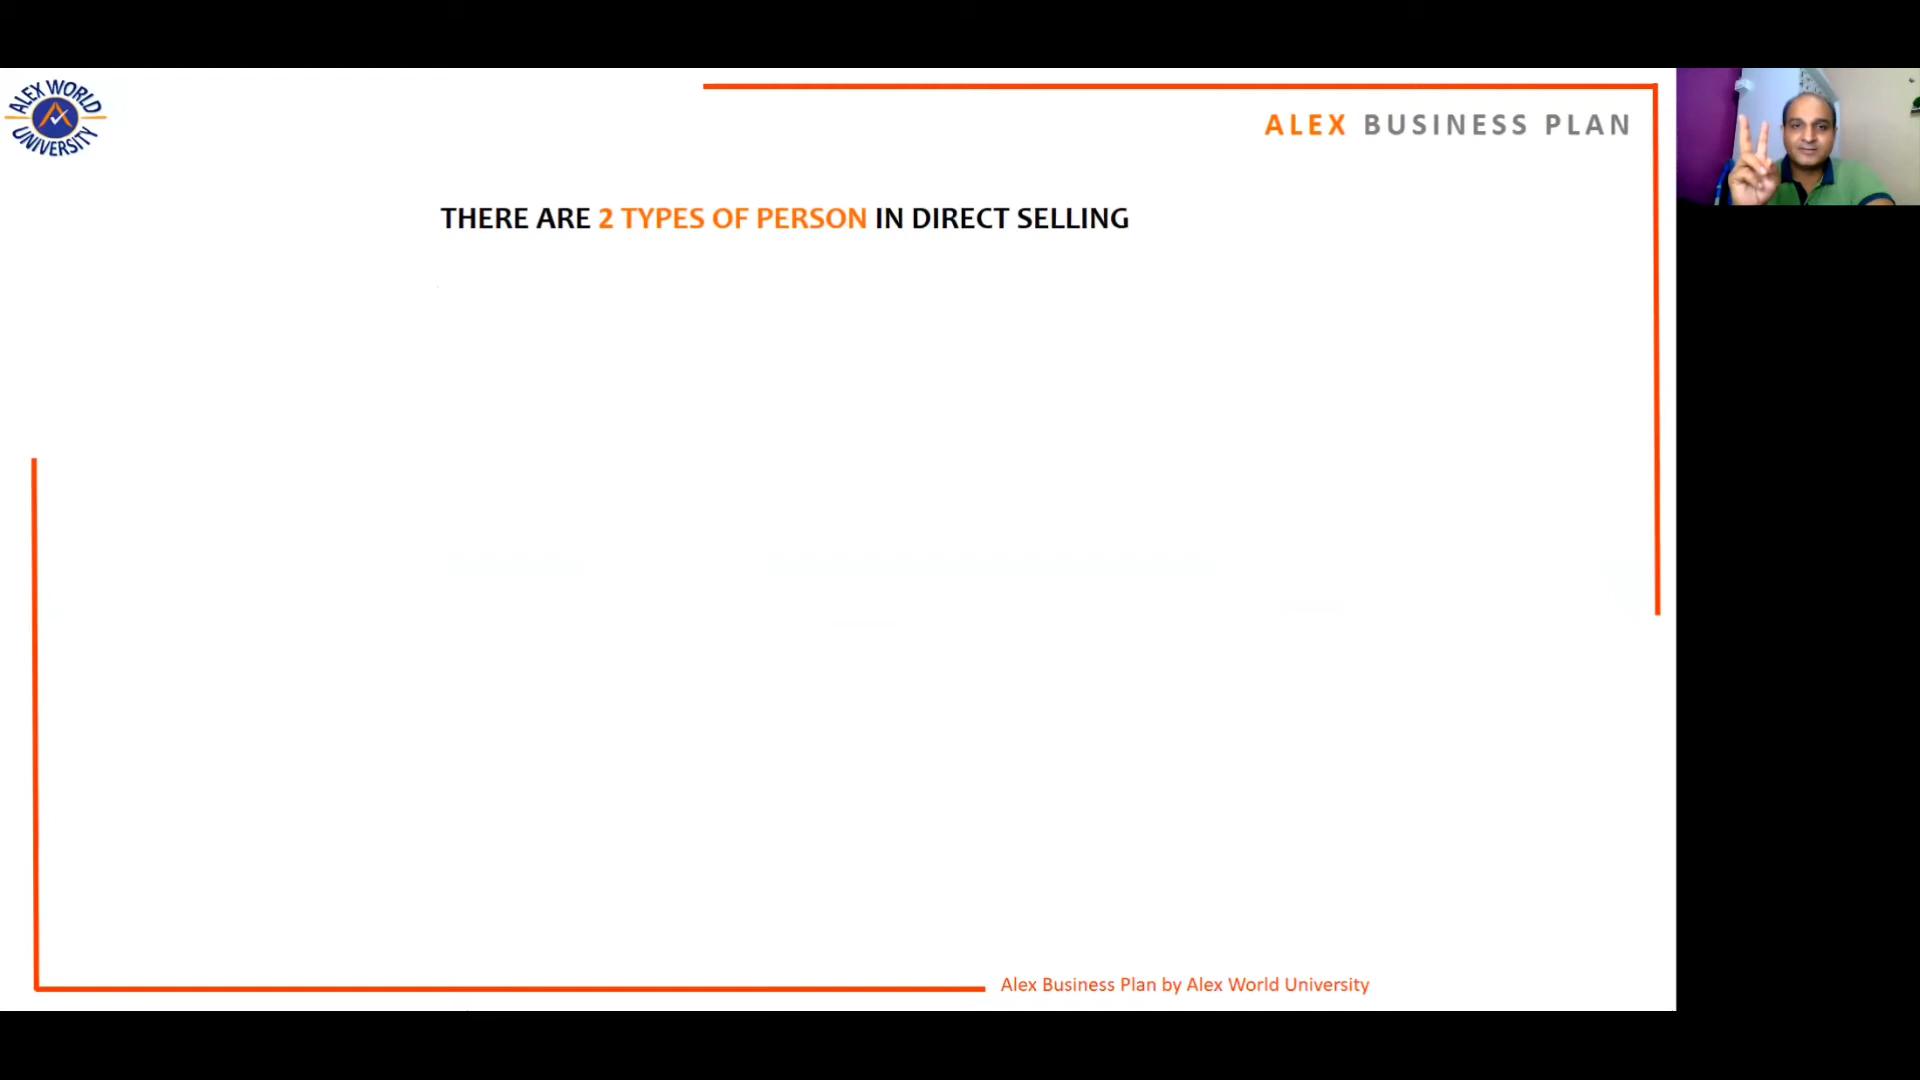 ALEX WORLD
UNIVERSITY
ALEX BUSINESS PLAN
THERE ARE 2 TYPES OF PERSON IN DIRECT SELLING
Alex Business Plan by Alex World University